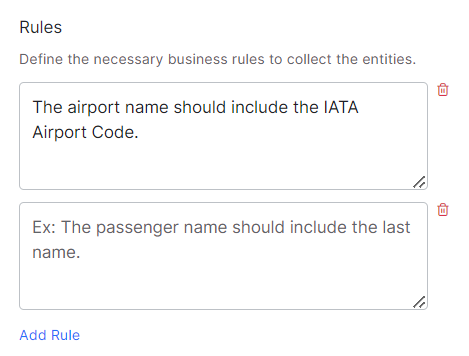 Rules
Define the necessary business rules to collect the entities.
The airport name should include the IATA
Airport Code.
Ex: The passenger name should include the last
name.
Add Rule